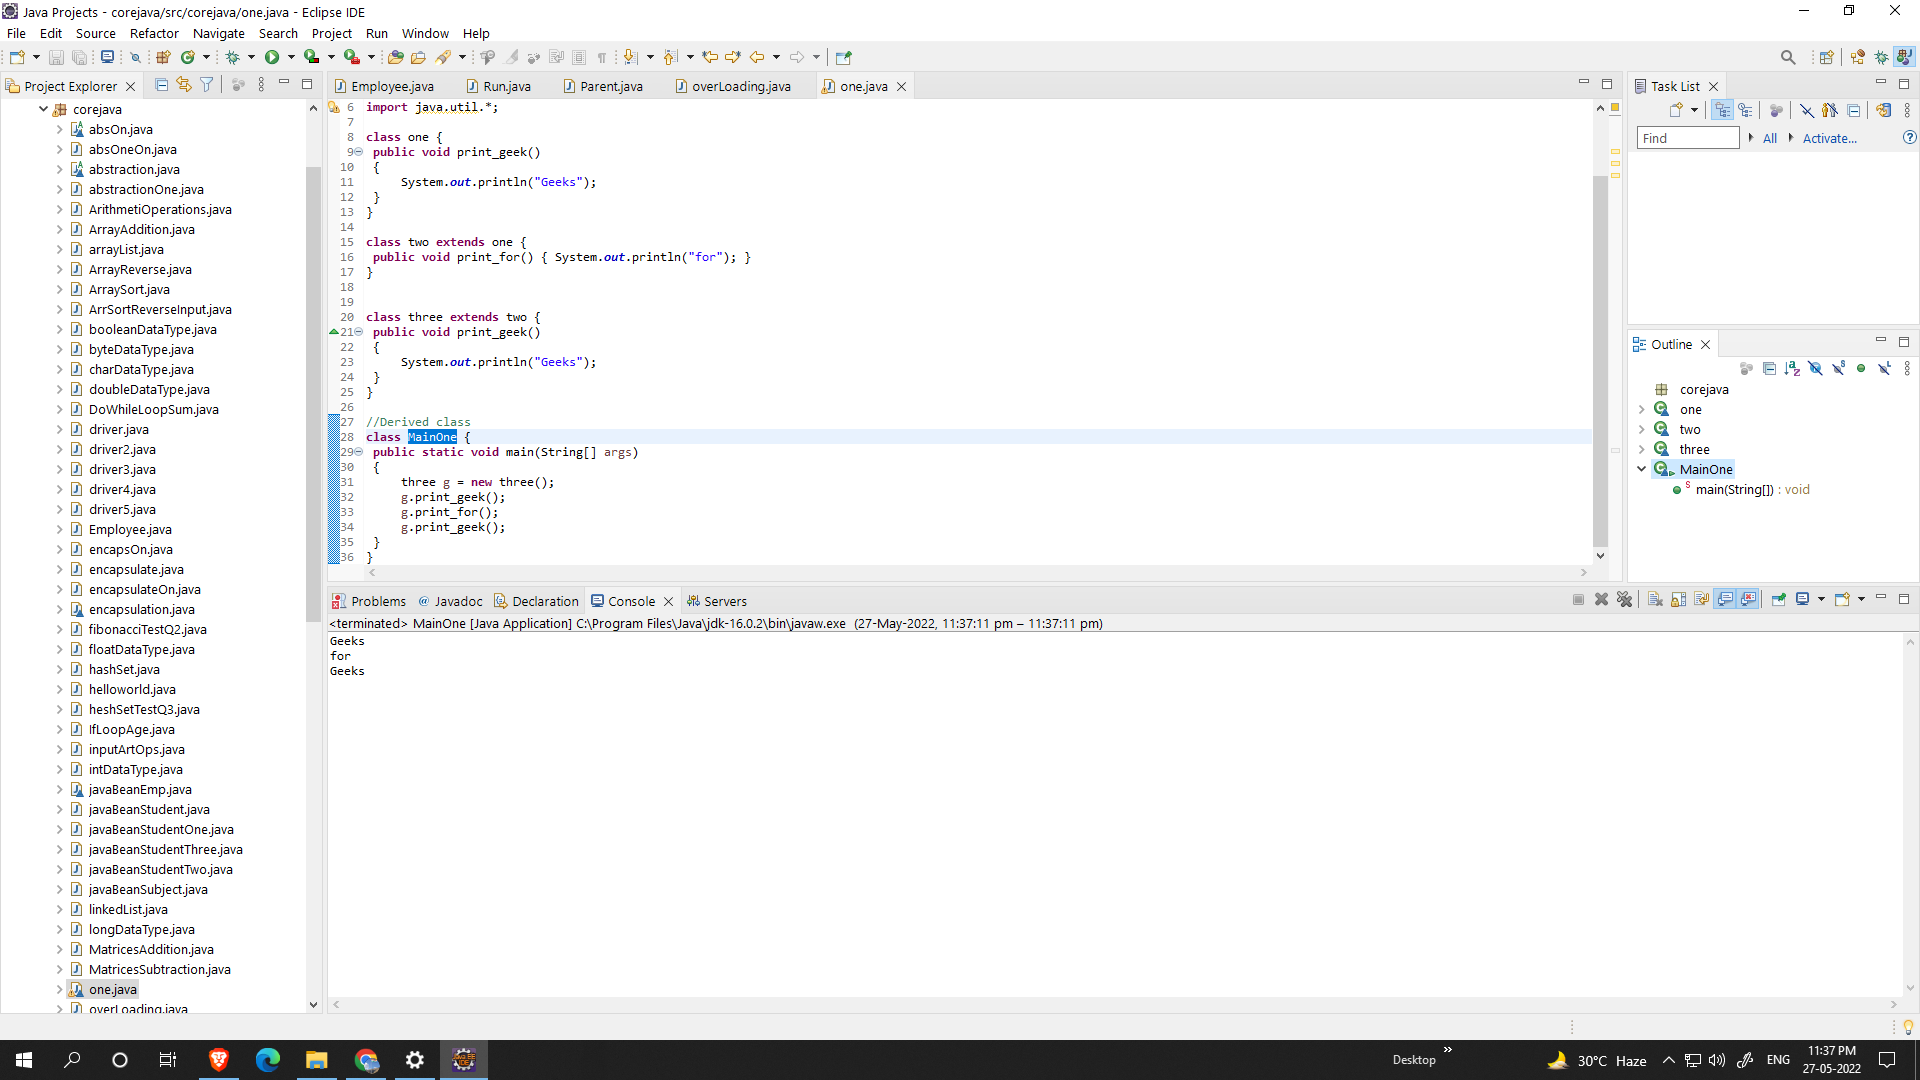 Java Projects - corejava/src/corejava/one.java - Eclipse IDE
File Edit Source Refactor Navigate Search Project Run Window Help
Project Explorer
corejava
absOn.java
absOneOn.java
abstraction.java
abstractionOne.java
ArithmetiOperations.java
ArrayAddition.java
arrayList.java
ArrayReverse.java
ArraySort.java
ArrSortReverseInput.java
booleanDataType.java
byteDataType.java
charDataType.java
doubleDataType.java
DoWhileLoopSum.java
driver.java
driver2.java
driver3.java
driver4.java
driver5.java
Employee.java
encapsOn.java
encapsulate.java
encapsulateOn.java
encapsulation.java
fibonacciTestQ2.java
floatDataType.java
hashSet.java
helloworld.java
heshSetTestQ3.java
IfLoopAge.java
inputArtOps.java
intDataType.java
javaBeanEmp.java
javaBeanStudent.java
javaBeanStudentOne.java
javaBeanStudentThree.java
javaBeanStudentTwo.java
javaBeanSubject.java
linkedList.java
longDataType.java
MatricesAddition.java
MatricesSubtraction.java
one.java
overLoading.java
Employee.java Run.java Parent.java overLoading.java one.java
6 import java.util.*;
7
8 class one {
9 public void print_geek()
10 {
11 System.out.println("Geeks");
12 }
13 }
14
15 class two extends one {
16 public void print_for() { System.out.println("for"); }
17 }
18
19
20 class three extends two {
21 public void print_geek()
22 {
23 System.out.println("Geeks");
24 }
25 }
26
27 //Derived class
28 class MainOne {
29 public static void main(String[] args)
30 {
31 three g = new three();
32 g.print_geek();
33 g.print_for();
34 g.print_geek();
35 }
36 }
Problems Javadoc Declaration Console Servers
<terminated> MainOne [Java Application] C:\Program Files\Java\jdk-16.0.2\bin\javaw.exe (27-May-2022, 11:37:11 pm – 11:37:11 pm)
Geeks
for
Geeks
Task List
Find All Activate...
Outline
corejava
one
two
three
MainOne
main(String[]) : void
Desktop
30°C Haze
ENG
11:37 PM
27-05-2022